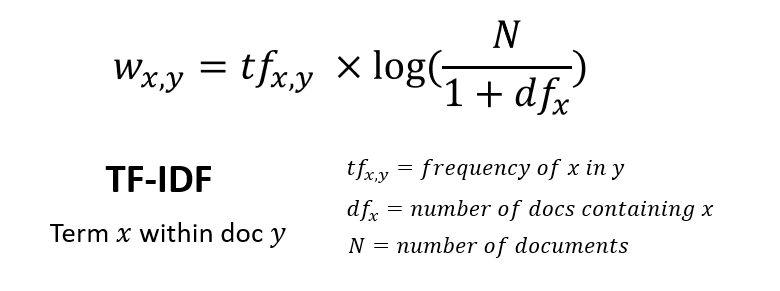 w_{x,y} = tf_{x,y} × log(\frac{N}{1 + df_x})
TF-IDF
Term x within doc y
tf_{x,y} = frequency of x in y
df_x = number of docs containing x
N = number of documents